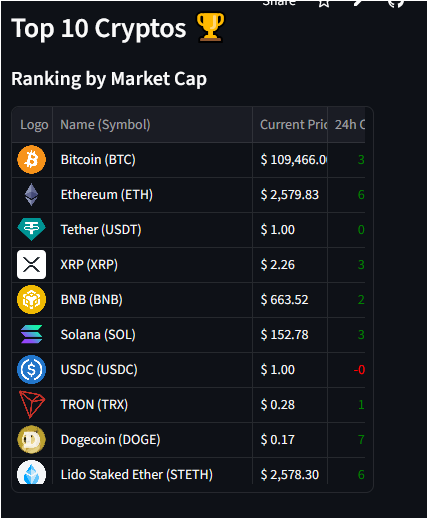 Share
Top 10 Cryptos
Ranking by Market Cap
Logo Name (Symbol) Current Pric 24h C
Bitcoin (BTC) $ 109,466.0 3
Ethereum (ETH) $ 2,579.83 6
Tether (USDT) $ 1.00 0
XRP (XRP) $ 2.26 3
BNB (BNB) $ 663.52 2
Solana (SOL) $ 152.78 3
USDC (USDC) $ 1.00 -0
TRON (TRX) $ 0.28 1
Dogecoin (DOGE) $ 0.17 7
Lido Staked Ether (STETH) $ 2,578.30 6